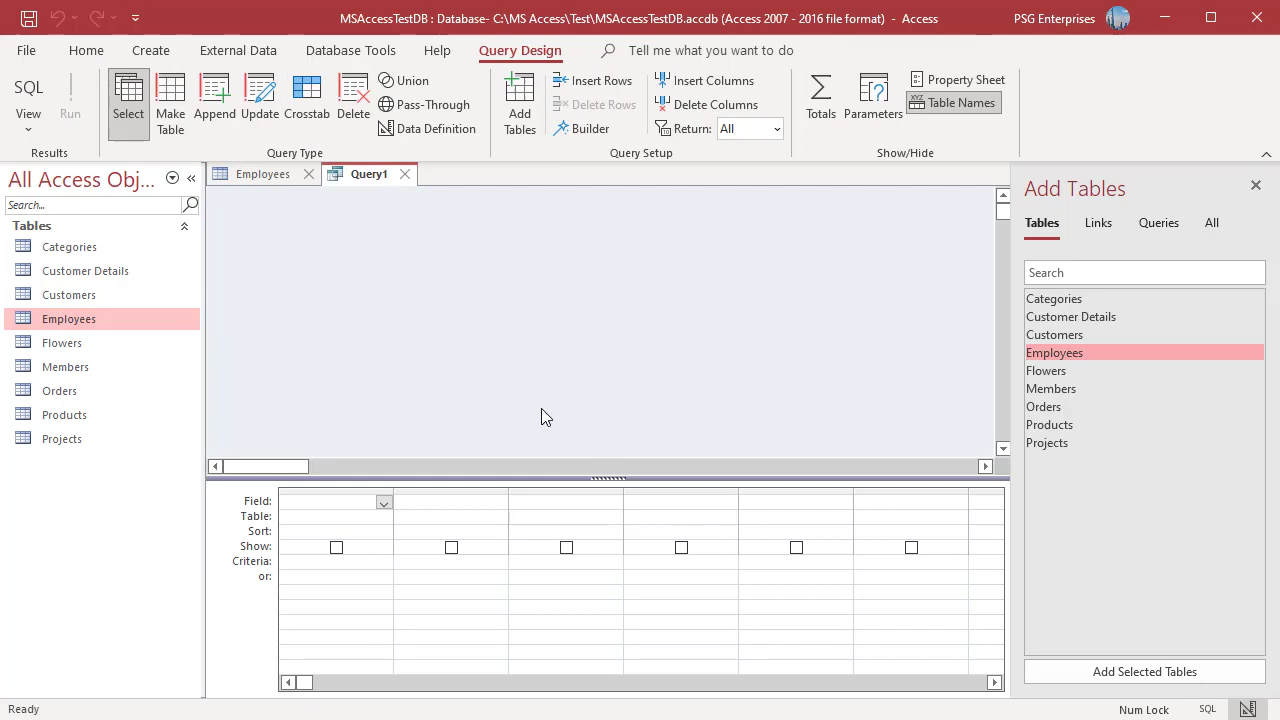 MSAccessTestDB : Database- C:\MS Access\Test\MSAccessTestDB.accdb (Access 2007 - 2016 file format) - Access
PSG Enterprises
File Home Create External Data Database Tools Help Query Design Tell me what you want to do
SQL
View
Run
Results
Select
Make Table
Append
Update
Crosstab
Delete
Union
Pass-Through
Data Definition
Query Type
Add Tables
Insert Rows
Delete Rows
Builder
Insert Columns
Delete Columns
Return: All
Query Setup
Totals
Parameters
Property Sheet
XYZ Table Names
Show/Hide
All Access Obj...
Search...
Tables
Categories
Customer Details
Customers
Employees
Flowers
Members
Orders
Products
Projects
Employees
Query1
Field:
Table:
Sort:
Show:
Criteria:
or:
Add Tables
Tables Links Queries All
Search
Categories
Customer Details
Customers
Employees
Flowers
Members
Orders
Products
Projects
Add Selected Tables
Ready
Num Lock
SQL